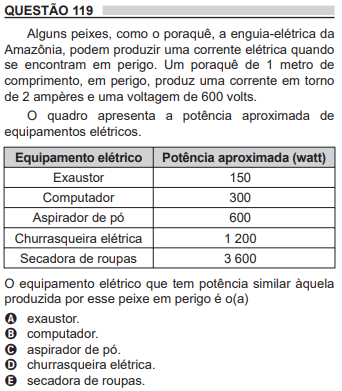 QUESTÃO 119
Alguns peixes, como o poraquê, a enguia-elétrica da
Amazônia, podem produzir uma corrente elétrica quando
se encontram em perigo. Um poraquê de 1 metro de
comprimento, em perigo, produz uma corrente em torno
de 2 ampères e uma voltagem de 600 volts.
O quadro apresenta a potência aproximada de
equipamentos elétricos.
Equipamento elétrico Potência aproximada (watt)
Exaustor 150
Computador 300
Aspirador de pó 600
Churrasqueira elétrica 1 200
Secadora de roupas 3 600
O equipamento elétrico que tem potência similar àquela
produzida por esse peixe em perigo é o(a)
A exaustor.
B computador.
C aspirador de pó.
D churrasqueira elétrica.
E secadora de roupas.